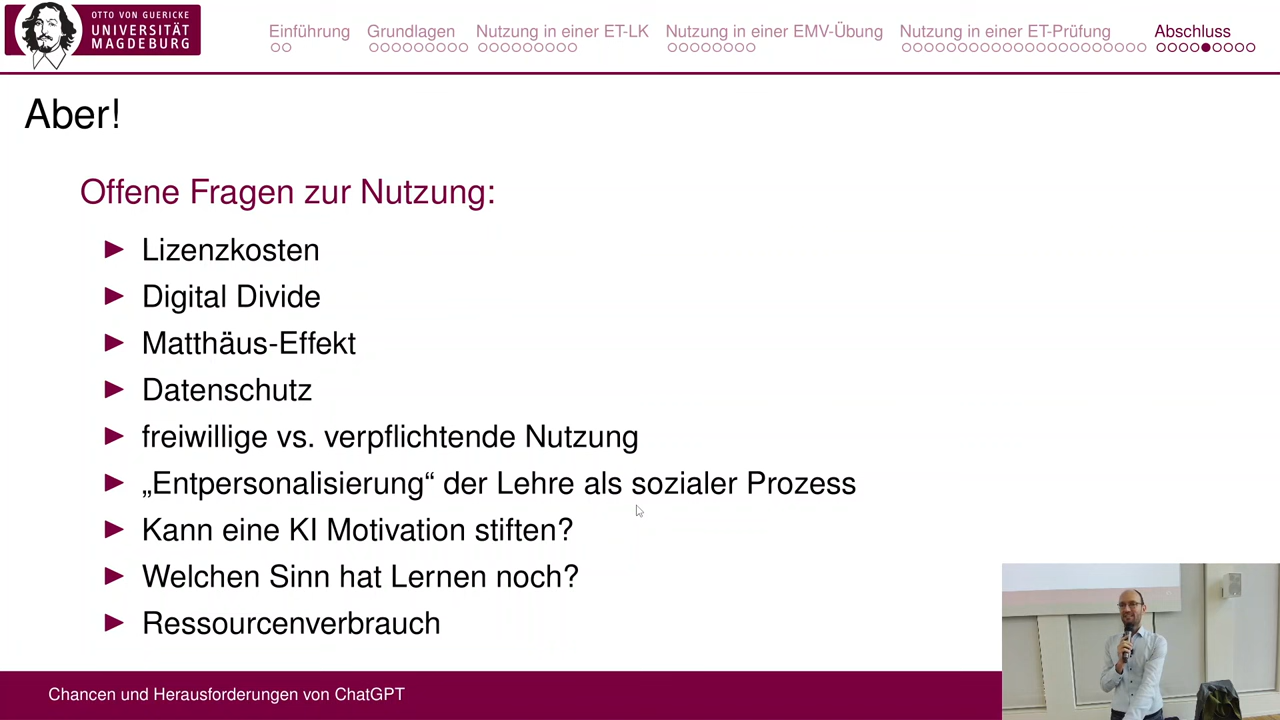 OTTO VON GUERICKE
UNIVERSITÄT
MAGDEBURG
Einführung
Grundlagen
Nutzung in einer ET-LK
Nutzung in einer EMV-Übung
Nutzung in einer ET-Prüfung
Abschluss
Aber!
Offene Fragen zur Nutzung:
Lizenzkosten
Digital Divide
Matthäus-Effekt
Datenschutz
freiwillige vs. verpflichtende Nutzung
„Entpersonalisierung“ der Lehre als sozialer Prozess
Kann eine KI Motivation stiften?
Welchen Sinn hat Lernen noch?
Ressourcenverbrauch
Chancen und Herausforderungen von ChatGPT